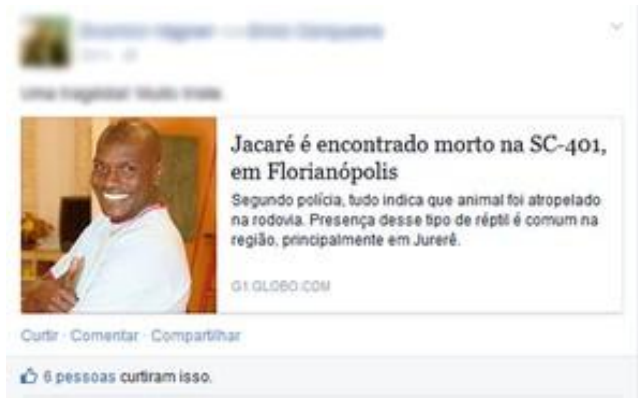 Jacaré é encontrado morto na SC-401,
em Florianópolis
Segundo polícia, tudo indica que animal foi atropelado
na rodovia. Presença desse tipo de réptil é comum na
região, principalmente em Jurerê.
G1.GLOBO.COM
Curtir · Comentar · Compartilhar
6 pessoas curtiram isso.